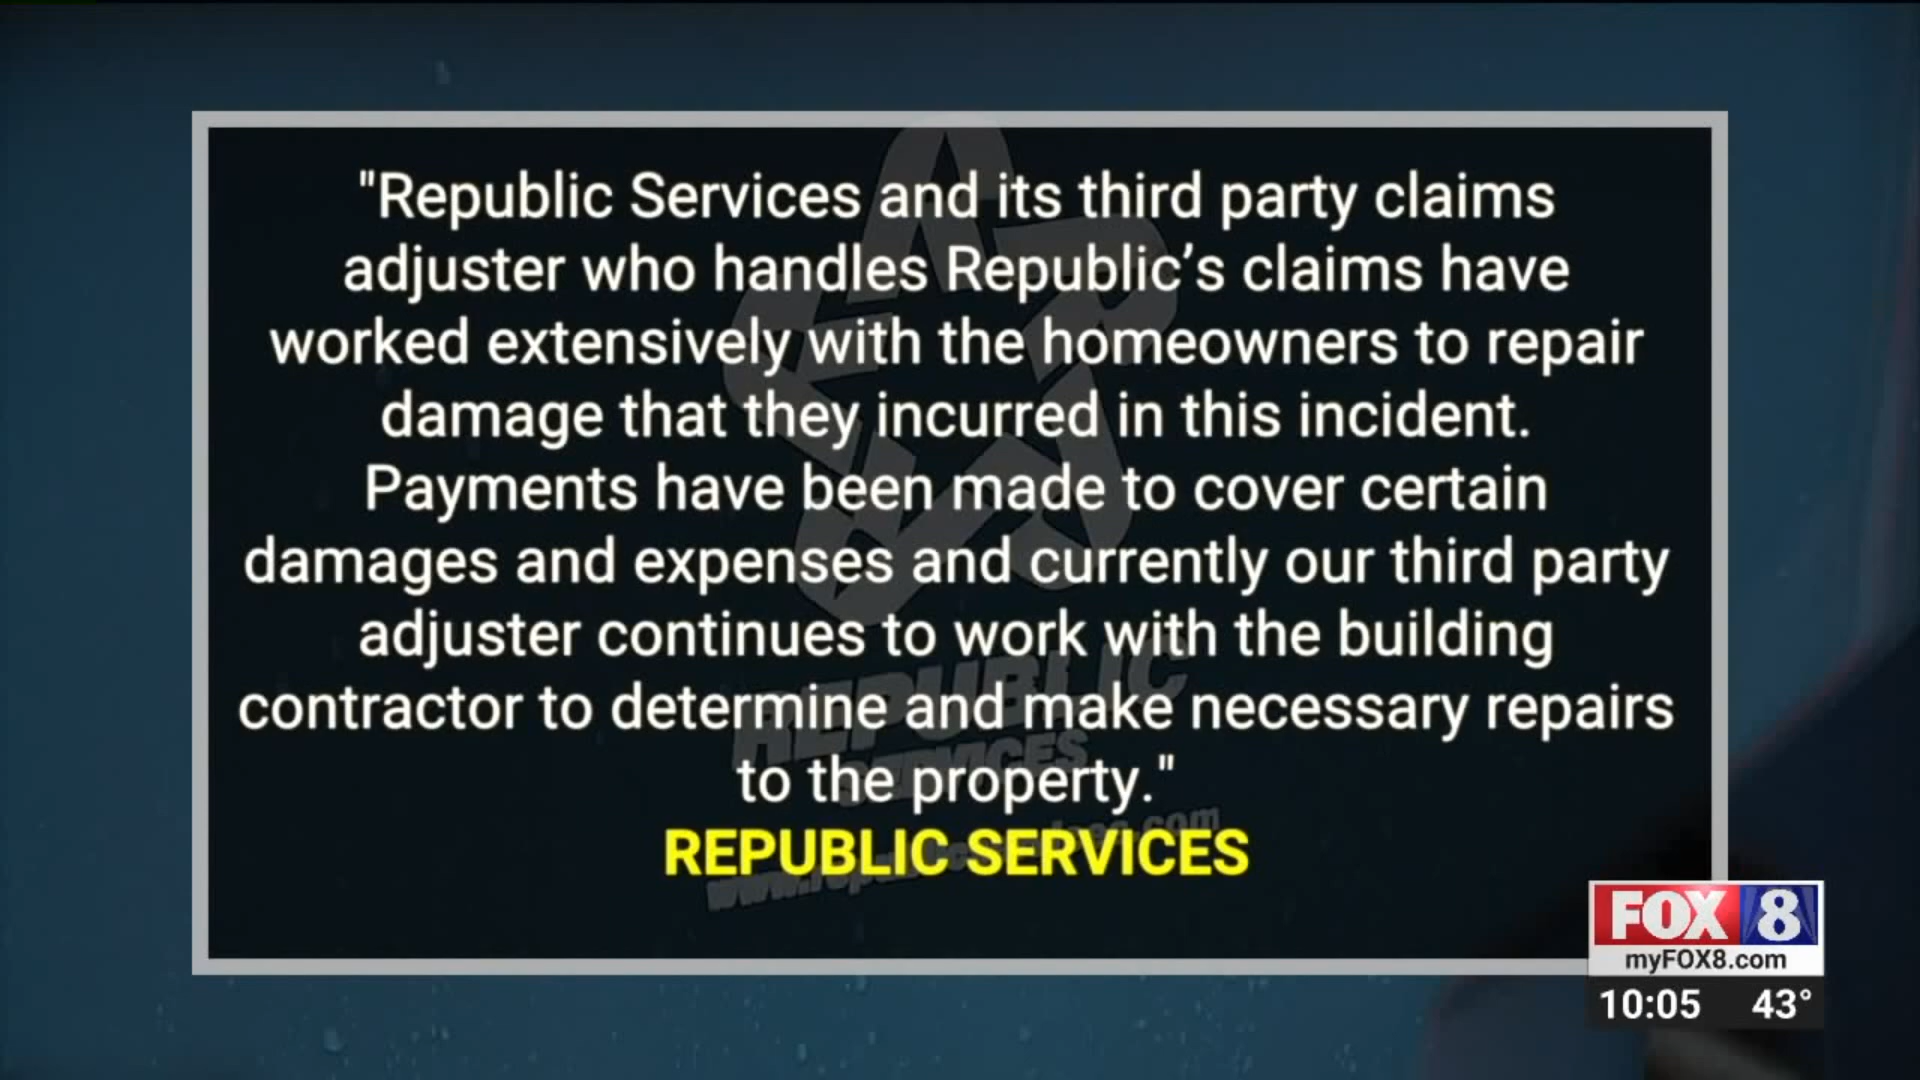 "Republic Services and its third party claims
adjuster who handles Republic’s claims have
worked extensively with the homeowners to repair
damage that they incurred in this incident.
Payments have been made to cover certain
damages and expenses and currently our third party
adjuster continues to work with the building
contractor to determine and make necessary repairs
to the property."
REPUBLIC SERVICES
REPUBLIC
SERVICES
FOX 8
myFOX8.com
10:05 43°